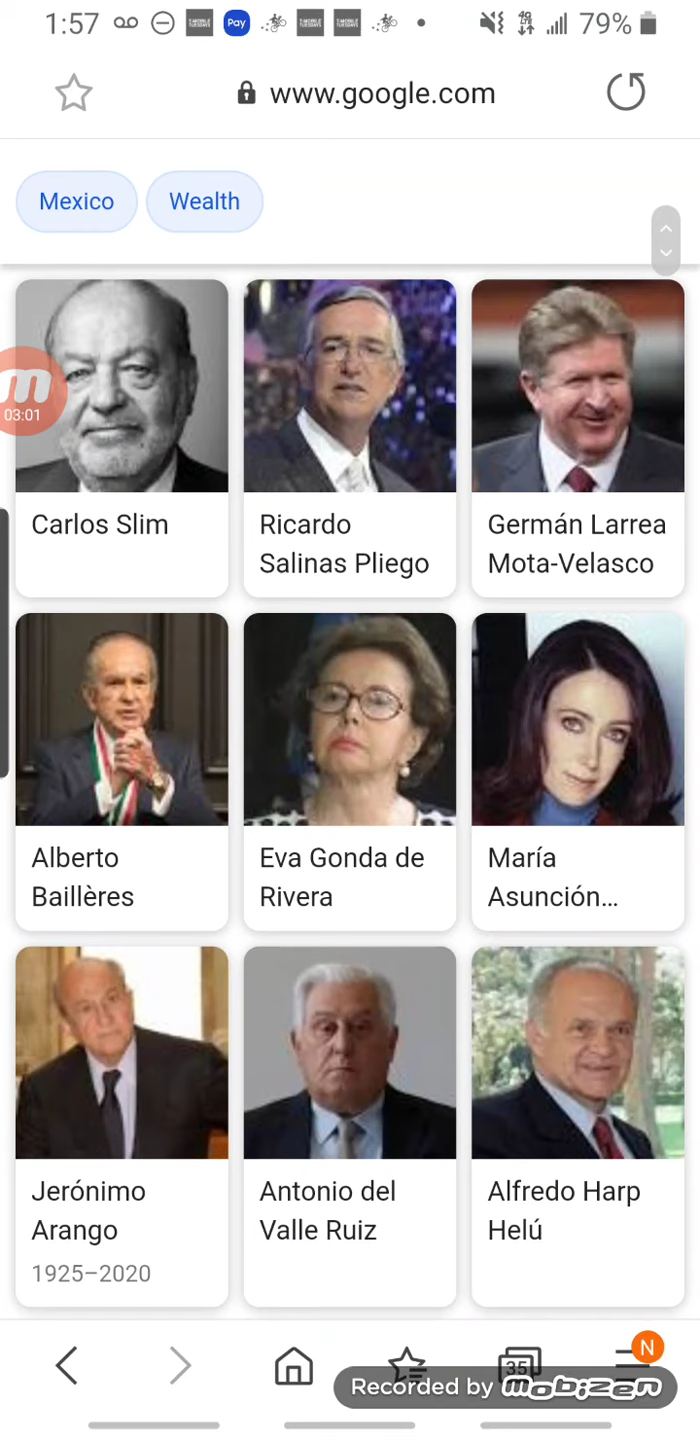 1:57
Pay
79%
www.google.com
Mexico
Wealth
03:01
Carlos Slim
Ricardo
Salinas Pliego
Germán Larrea
Mota-Velasco
Alberto
Baillères
Eva Gonda de
Rivera
María
Asunción...
Jerónimo
Arango
1925–2020
Antonio del
Valle Ruiz
Alfredo Harp
Helú
35
N
Recorded by mobizen